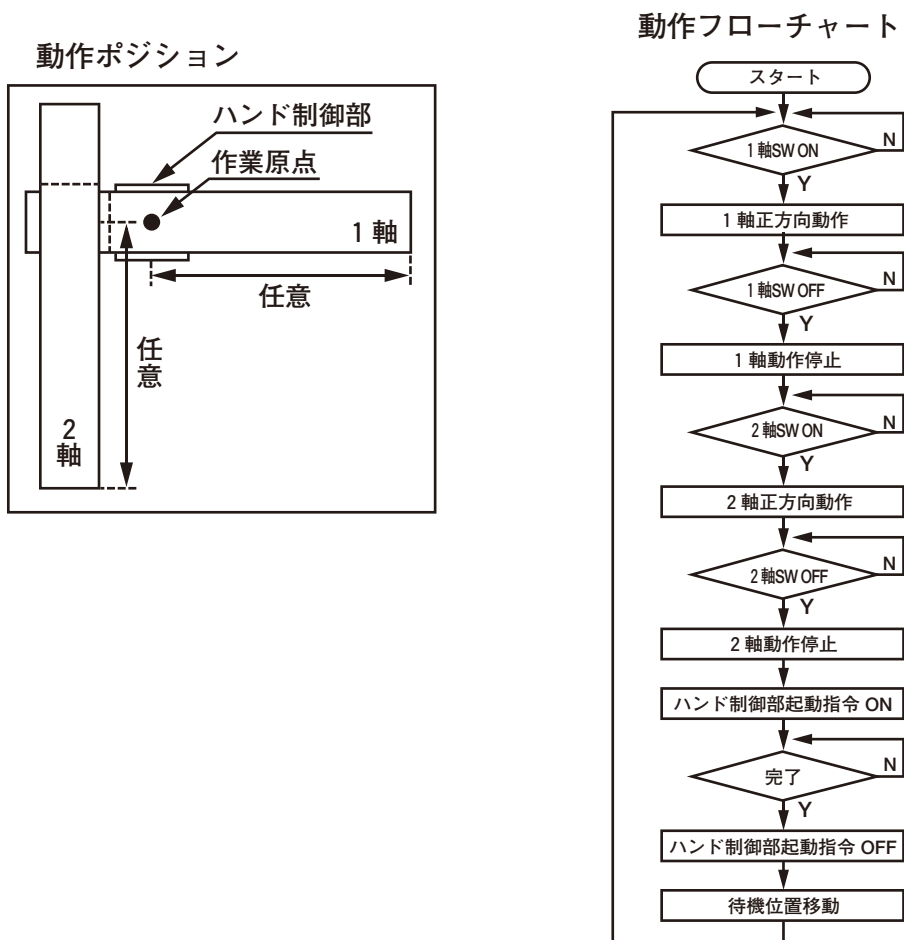 動作ポジション
ハンド制御部
作業原点
1 軸
任意
任意
2
軸
動作フローチャート
スタート
1 軸SW ON
N
Y
1 軸正方向動作
1 軸SW OFF
N
Y
1 軸動作停止
2 軸SW ON
N
Y
2 軸正方向動作
2 軸SW OFF
N
Y
2 軸動作停止
ハンド制御部起動指令 ON
完了
N
Y
ハンド制御部起動指令 OFF
待機位置移動